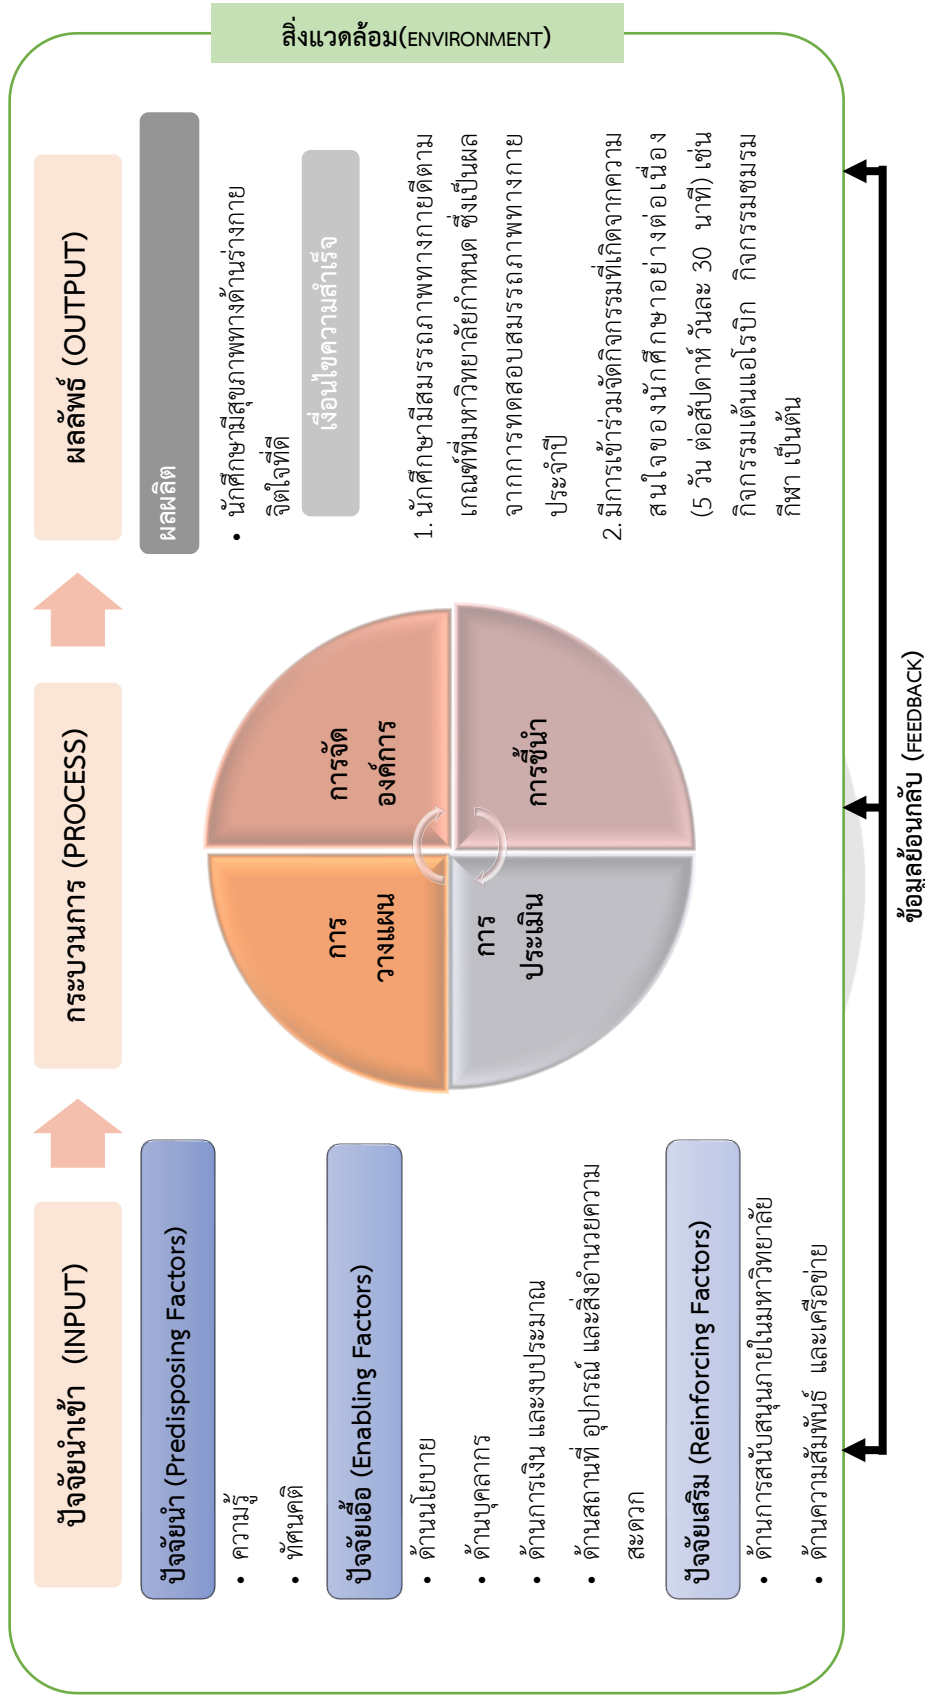 สิ่งแวดล้อม(ENVIRONMENT)
ปัจจัยนำเข้า (INPUT)
ปัจจัยนำ (Predisposing Factors)
• ความรู้
• ทัศนคติ
ปัจจัยเอื้อ (Enabling Factors)
• ด้านนโยบาย
• ด้านบุคลากร
• ด้านการเงิน และงบประมาณ
• ด้านสถานที่ อุปกรณ์ และสิ่งอำนวยความ
สะดวก
ปัจจัยเสริม (Reinforcing Factors)
• ด้านการสนับสนุนภายในมหาวิทยาลัย
• ด้านความสัมพันธ์ และเครือข่าย
กระบวนการ (PROCESS)
การ
วางแผน
การจัด
องค์การ
การ
ประเมิน
การชี้นำ
ผลลัพธ์ (OUTPUT)
ผลผลิต
• นักศึกษามีสุขภาพทางด้านร่างกาย
จิตใจที่ดี
เงื่อนไขความสำเร็จ
1. นักศึกษามีสมรรถภาพทางกายดีตาม
เกณฑ์ที่มหาวิทยาลัยกำหนด ซึ่งเป็นผล
จากการทดสอบสมรรถภาพทางกาย
ประจำปี
2. มีการเข้าร่วมจัดกิจกรรมที่เกิดจากความ
สนใจของนักศึกษาอย่างต่อเนื่อง
(5 วัน ต่อสัปดาห์ วันละ 30 นาที) เช่น
กิจกรรมเต้นแอโรบิก กิจกรรมชมรม
กีฬา เป็นต้น
ข้อมูลย้อนกลับ (FEEDBACK)